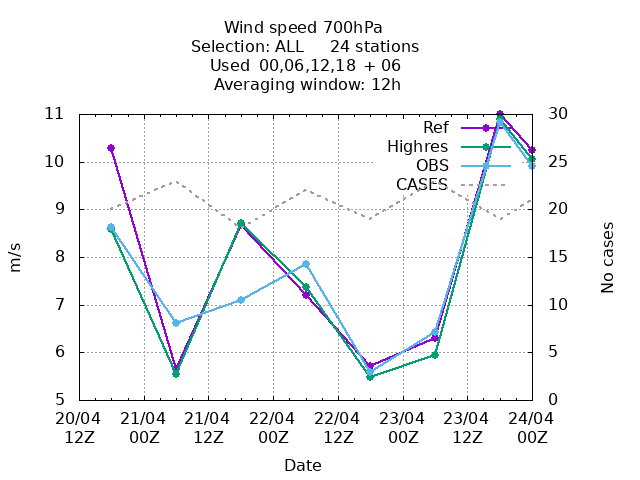 Wind speed 700hPa
Selection: ALL     24 stations
Used 00,06,12,18 + 06
Averaging window: 12h
11
10
9
8
7
6
5
m/s
30
25
20
15
10
5
0
No cases
Ref
Highres
OBS
CASES
20/04 21/04 21/04 22/04 22/04 23/04 23/04 24/04
12Z 00Z 12Z 00Z 12Z 00Z 12Z 00Z
Date